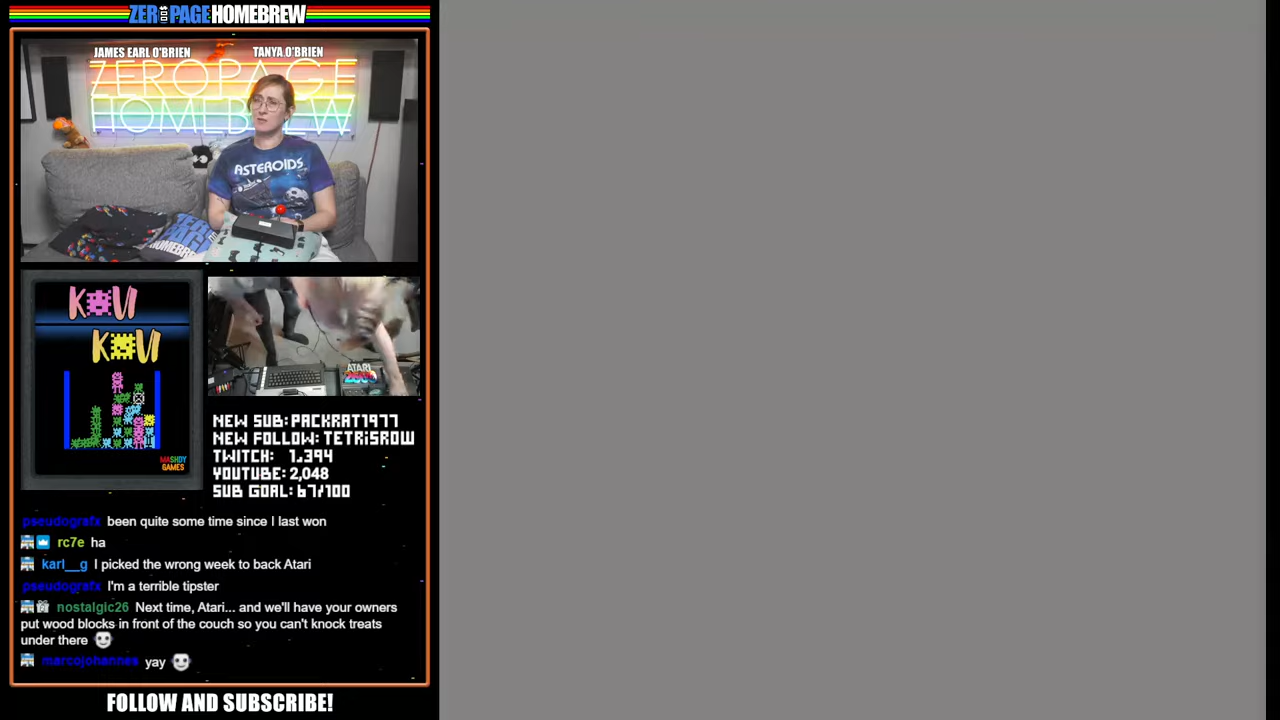 ZEROPAGE HOMEBREW
JAMES EARL O'BRIEN
TANYA O'BRIEN
ZEROPAGE
HOMEBREW
ASTEROIDS
KOVI
KOVI
MASHDY
GAMES
ATARI
NEW SUB: PACKRAT1977
NEW FOLLOW: TETRISROW
TWITCH: 1,394
YOUTUBE: 2,048
SUB GOAL: 67/100
pseudografx been quite some time since I last won
rc7e ha
karl__g I picked the wrong week to back Atari
pseudografx I'm a terrible tipster
nostalgic26 Next time, Atari... and we'll have your owners
put wood blocks in front of the couch so you can't knock treats
under there
marcojohannes yay
FOLLOW AND SUBSCRIBE!